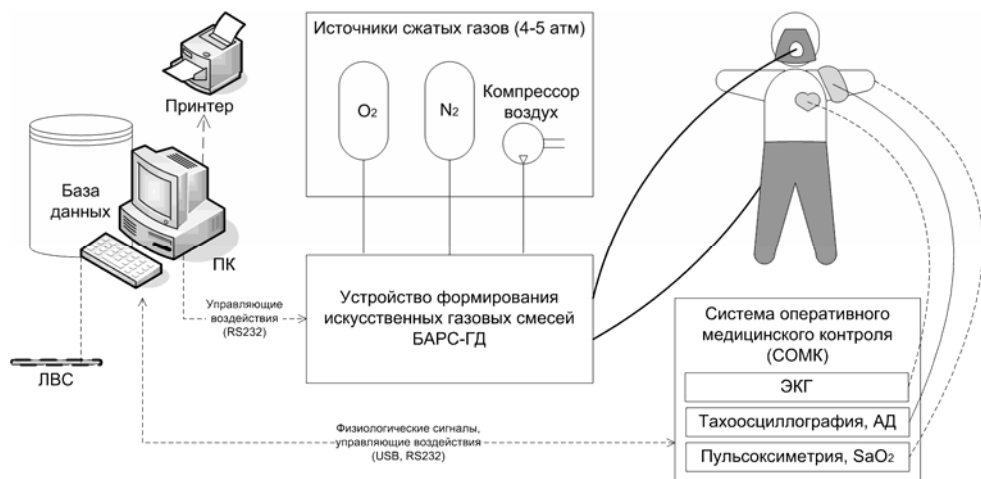 Принтер
База
данных
ПК
ЛВС
Источники сжатых газов (4-5 атм)
O2
N2
Компрессор
воздух
Управляющие
воздействия
(RS232)
Устройство формирования
искусственных газовых смесей
БАРС-ГД
Физиологические сигналы,
управляющие воздействия
(USB, RS232)
Система оперативного
медицинского контроля
(СОМК)
ЭКГ
Тахоосциллография, АД
Пульсоксиметрия, SaO2